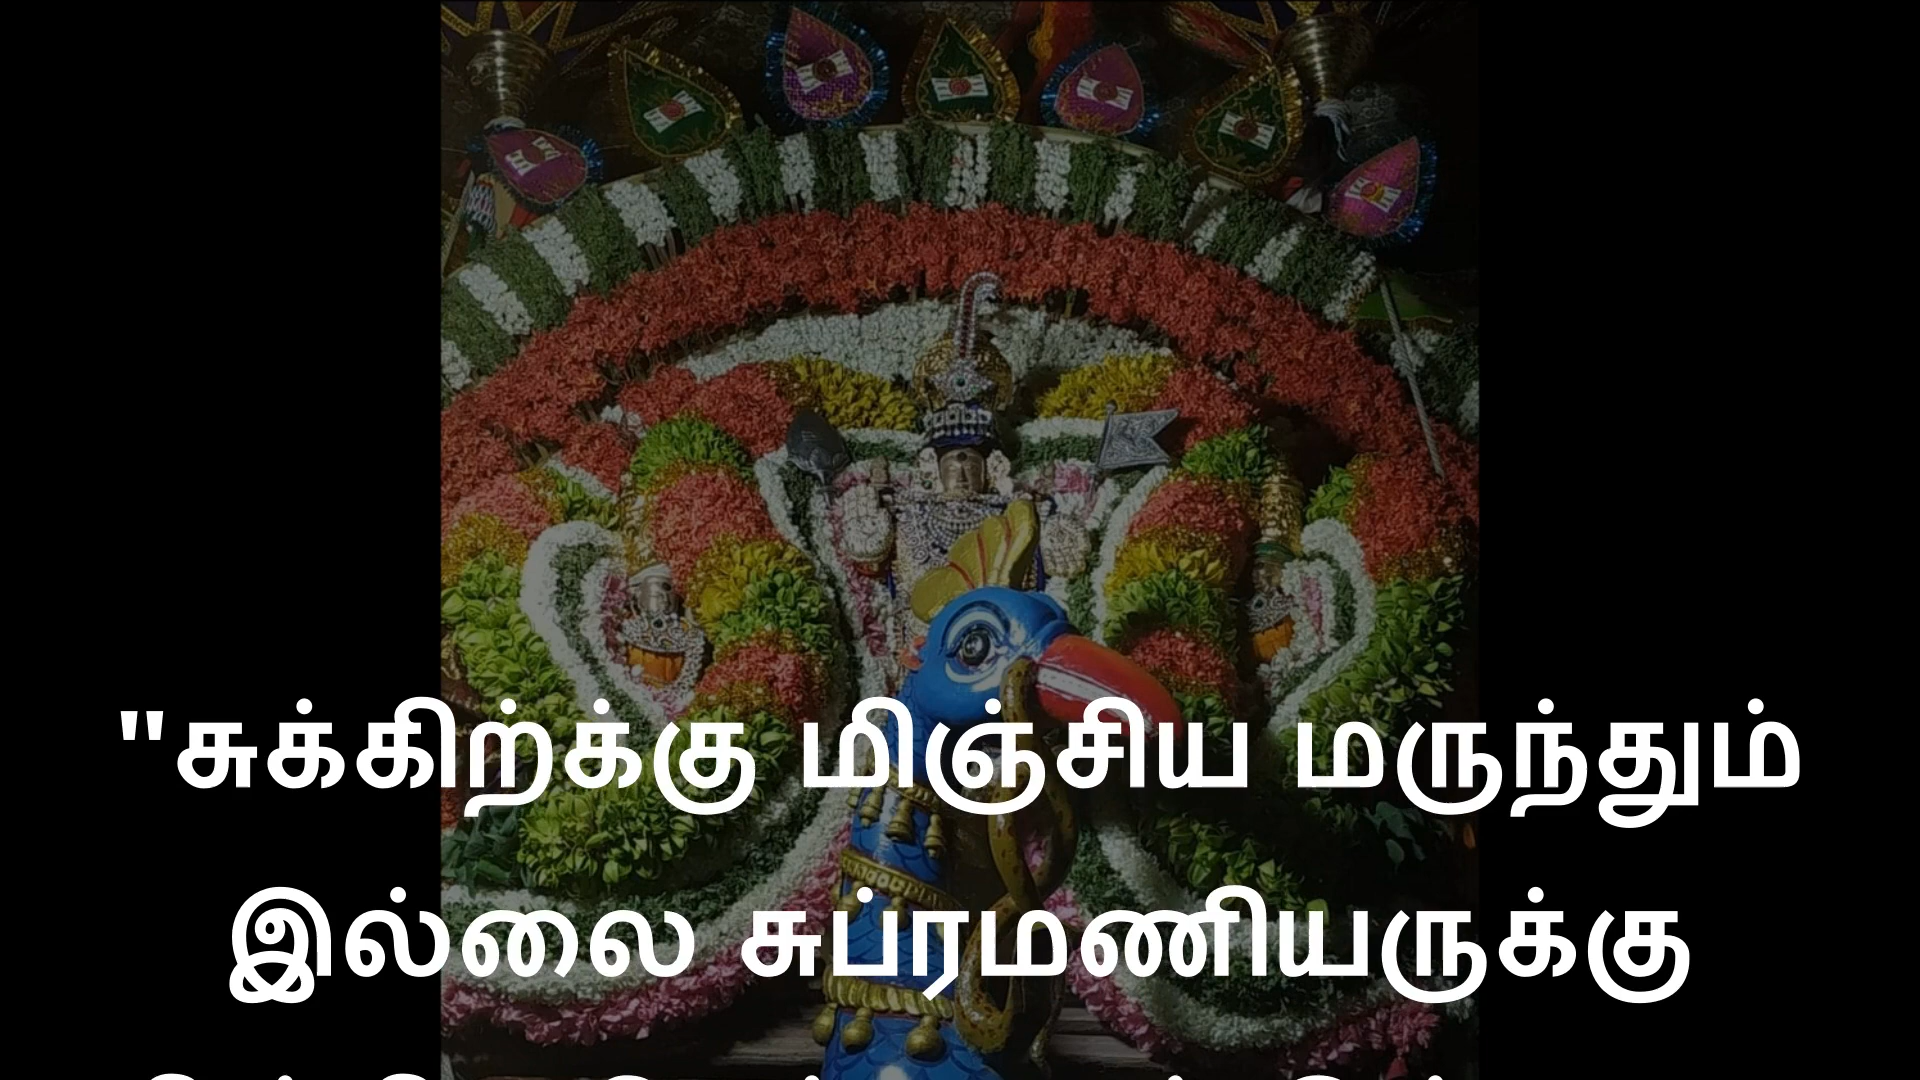 "சுக்கிற்க்கு மிஞ்சிய மருந்தும்
இல்லை சுப்ரமணியருக்கு